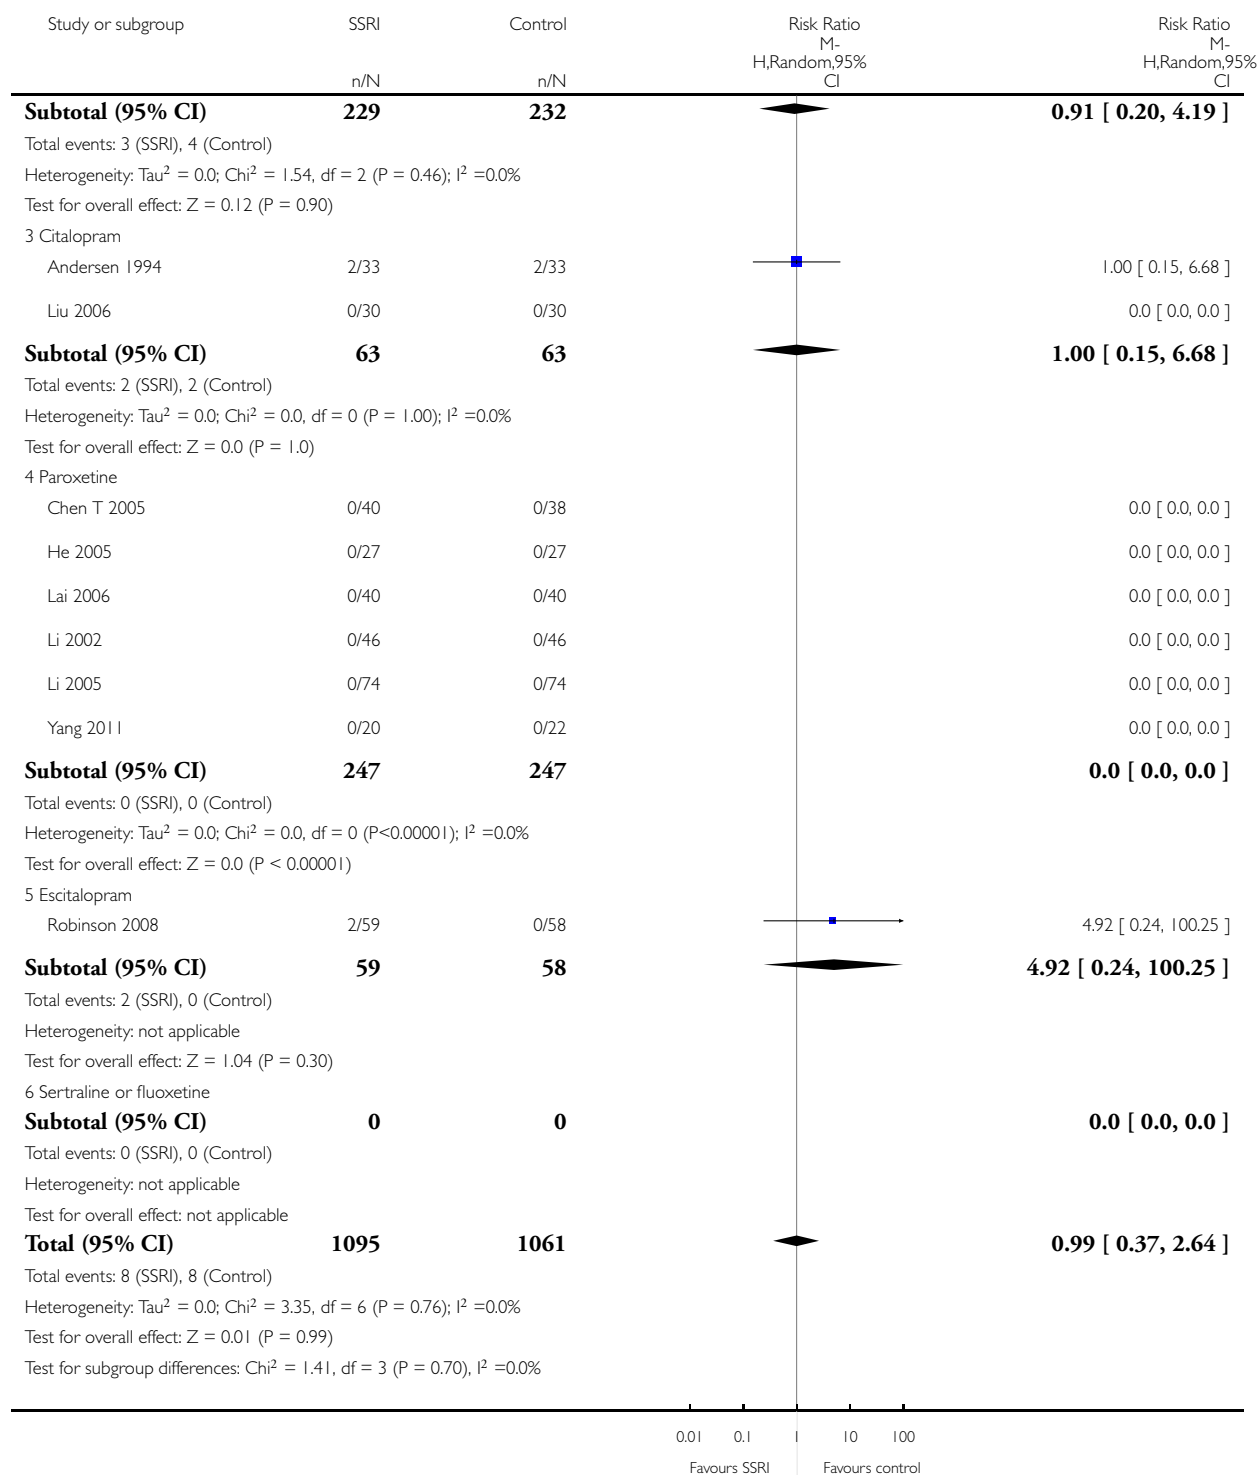 Study or subgroup SSRI Control Risk Ratio Risk Ratio
M- M-
H,Random,95% H,Random,95%
n/N n/N CI CI
Subtotal (95% CI) 229 232 0.91 [ 0.20, 4.19 ]
Total events: 3 (SSRI), 4 (Control)
Heterogeneity: Tau² = 0.0; Chi² = 1.54, df = 2 (P = 0.46); I² =0.0%
Test for overall effect: Z = 0.12 (P = 0.90)
3 Citalopram
Andersen 1994 2/33 2/33 1.00 [ 0.15, 6.68 ]
Liu 2006 0/30 0/30 0.0 [ 0.0, 0.0 ]
Subtotal (95% CI) 63 63 1.00 [ 0.15, 6.68 ]
Total events: 2 (SSRI), 2 (Control)
Heterogeneity: Tau² = 0.0; Chi² = 0.0, df = 0 (P = 1.00); I² =0.0%
Test for overall effect: Z = 0.0 (P = 1.0)
4 Paroxetine
Chen T 2005 0/40 0/38 0.0 [ 0.0, 0.0 ]
He 2005 0/27 0/27 0.0 [ 0.0, 0.0 ]
Lai 2006 0/40 0/40 0.0 [ 0.0, 0.0 ]
Li 2002 0/46 0/46 0.0 [ 0.0, 0.0 ]
Li 2005 0/74 0/74 0.0 [ 0.0, 0.0 ]
Yang 2011 0/20 0/22 0.0 [ 0.0, 0.0 ]
Subtotal (95% CI) 247 247 0.0 [ 0.0, 0.0 ]
Total events: 0 (SSRI), 0 (Control)
Heterogeneity: Tau² = 0.0; Chi² = 0.0, df = 0 (P<0.00001); I² =0.0%
Test for overall effect: Z = 0.0 (P < 0.00001)
5 Escitalopram
Robinson 2008 2/59 0/58 4.92 [ 0.24, 100.25 ]
Subtotal (95% CI) 59 58 4.92 [ 0.24, 100.25 ]
Total events: 2 (SSRI), 0 (Control)
Heterogeneity: not applicable
Test for overall effect: Z = 1.04 (P = 0.30)
6 Sertraline or fluoxetine
Subtotal (95% CI) 0 0 0.0 [ 0.0, 0.0 ]
Total events: 0 (SSRI), 0 (Control)
Heterogeneity: not applicable
Test for overall effect: not applicable
Total (95% CI) 1095 1061 0.99 [ 0.37, 2.64 ]
Total events: 8 (SSRI), 8 (Control)
Heterogeneity: Tau² = 0.0; Chi² = 3.35, df = 6 (P = 0.76); I² =0.0%
Test for overall effect: Z = 0.01 (P = 0.99)
Test for subgroup differences: Chi² = 1.41, df = 3 (P = 0.70), I² =0.0%
0.01 0.1 1 10 100
Favours SSRI Favours control